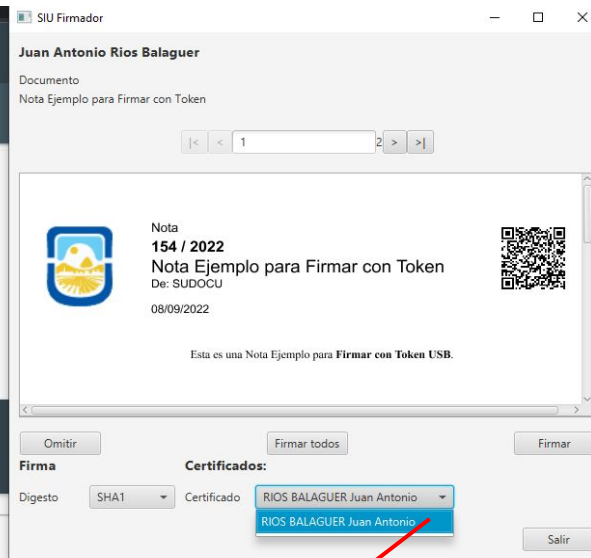 SIU Firmador
Juan Antonio Rios Balaguer
Documento
Nota Ejemplo para Firmar con Token
|< < 1 2 > >|
Nota
154 / 2022
Nota Ejemplo para Firmar con Token
De: SUDOCU
08/09/2022
Esta es una Nota Ejemplo para Firmar con Token USB.
Omitir Firmar todos Firmar
Firma Certificados:
Digesto SHA1 Certificado RIOS BALAGUER Juan Antonio
RIOS BALAGUER Juan Antonio
Salir